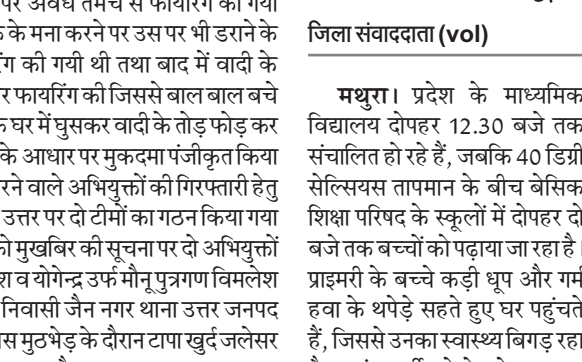 पर अवैध तमंचे से फायरिंग की गयी
के मना करने पर उस पर भी डराने के
की गयी थी तथा बाद में वादी के
फायरिंग की जिससे बाल बाल बचे
घर में घुसकर वादी के तोड़ फोड़ कर
के आधार पर मुकदमा पंजीकृत किया
वाले अभियुक्तों की गिरफ्तारी हेतु
उत्तर पर दो टीमों का गठन किया गया
मुखबिर की सूचना पर दो अभियुक्तों
व योगेन्द्र उर्फ मौनू पुत्रगण विमलेश
निवासी जैन नगर थाना उत्तर जनपद
मुठभेड़ के दौरान टापा खुर्द जलेसर
जिला संवाददाता (vol)
मथुरा। प्रदेश के माध्यमिक
विद्यालय दोपहर 12.30 बजे तक
संचालित हो रहे हैं, जबकि 40 डिग्री
सेल्सियस तापमान के बीच बेसिक
शिक्षा परिषद के स्कूलों में दोपहर दो
बजे तक बच्चों को पढ़ाया जा रहा है।
प्राइमरी के बच्चे कड़ी धूप और गर्म
हवा के थपेड़े सहते हुए घर पहुंचते
हैं, जिससे उनका स्वास्थ्य बिगड़ रहा